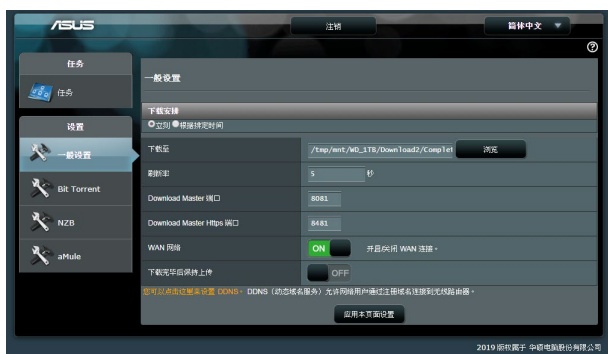 ASUS
注销
简体中文
任务
任务
设置
一般设置
Bit Torrent
NZB
aMule
一般设置
下载安排
立刻 根据排定时间
下载至 /tmp/mnt/WD_1TB/Download2/Complet 浏览
刷新率 5 秒
Download Master 端口 8081
Download Master Https 端口 8481
WAN 网络 ON 开启/关闭 WAN 连接。
下载完毕后保持上传 OFF
您可以点击这里来设置 DDNS。 DDNS（动态域名服务）允许网络用户通过注册域名连接到无线路由器。
应用本页面设置
2019 版权属于 华硕电脑股份有限公司